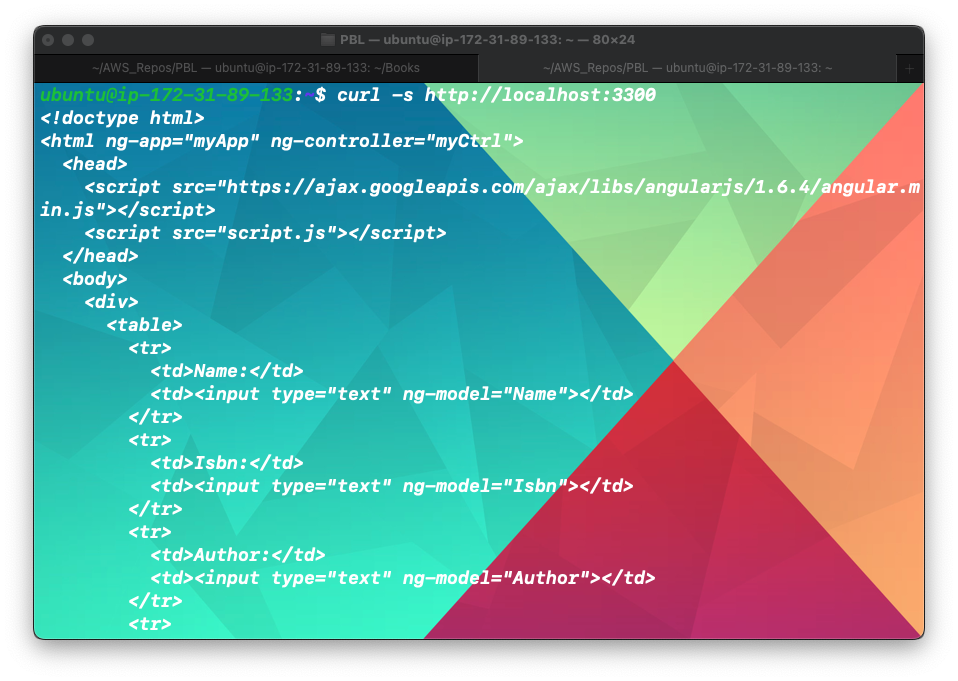 PBL — ubuntu@ip-172-31-89-133: ~ — 80×24
~/AWS_Repos/PBL — ubuntu@ip-172-31-89-133: ~/Books
~/AWS_Repos/PBL — ubuntu@ip-172-31-89-133: ~
+
ubuntu@ip-172-31-89-133:~$ curl -s http://localhost:3300
<!doctype html>
<html ng-app="myApp" ng-controller="myCtrl">
  <head>
    <script src="https://ajax.googleapis.com/ajax/libs/angularjs/1.6.4/angular.m
in.js"></script>
    <script src="script.js"></script>
  </head>
  <body>
    <div>
      <table>
        <tr>
          <td>Name:</td>
          <td><input type="text" ng-model="Name"></td>
        </tr>
        <tr>
          <td>Isbn:</td>
          <td><input type="text" ng-model="Isbn"></td>
        </tr>
        <tr>
          <td>Author:</td>
          <td><input type="text" ng-model="Author"></td>
        </tr>
        <tr>